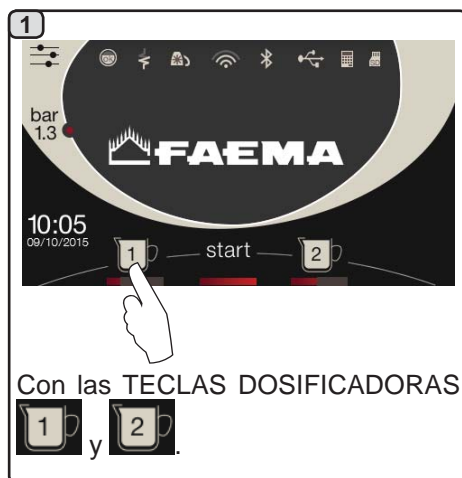 1
bar
1.3
FAEMA
10:05
09/10/2015
1 start 2
Con las TECLAS DOSIFICADORAS
1 y 2.